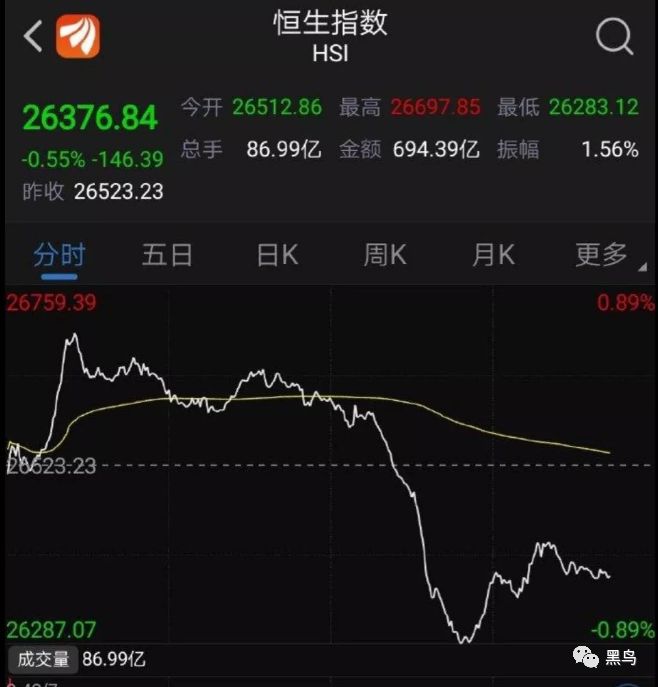 恒生指数
HSI
26376.84
-0.55% -146.39
昨收 26523.23
今开 26512.86 最高 26697.85 最低 26283.12
总手 86.99亿 金额 694.39亿 振幅 1.56%
分时 五日 日K 周K 月K 更多
26759.39 0.89%
26523.23
26287.07 -0.89%
成交量 86.99亿
黑鸟